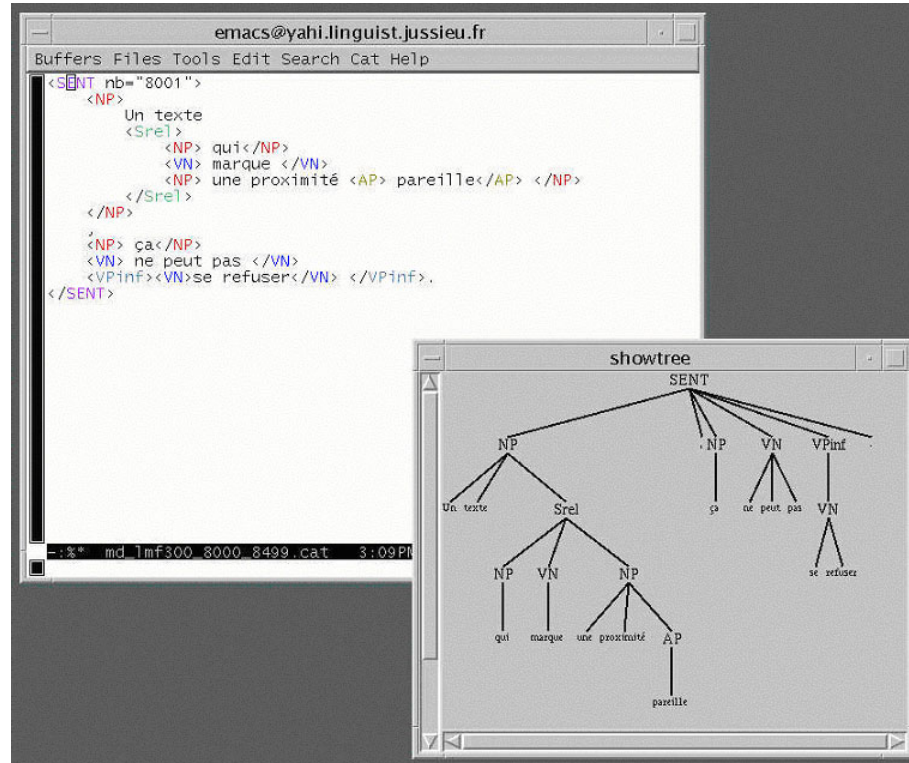 emacs@yahi.linguist.jussieu.fr
Buffers Files Tools Edit Search Cat Help
<SENT nb="8001">
<NP>
Un texte
<Srel>
<NP> qui</NP>
<VN> marque </VN>
<NP> une proximité <AP> pareille</AP> </NP>
</Srel>
</NP>
,
<NP> ça</NP>
<VN> ne peut pas </VN>
<VPinf><VN>se refuser</VN> </VPinf>.
</SENT>
-:%* md_lmf300_8000_8499.cat 3:09PM
showtree
SENT
NP , NP VN VPinf .
Un texte Srel ça ne peut pas VN
NP VN NP se refuser
qui marque une proximité AP
pareille